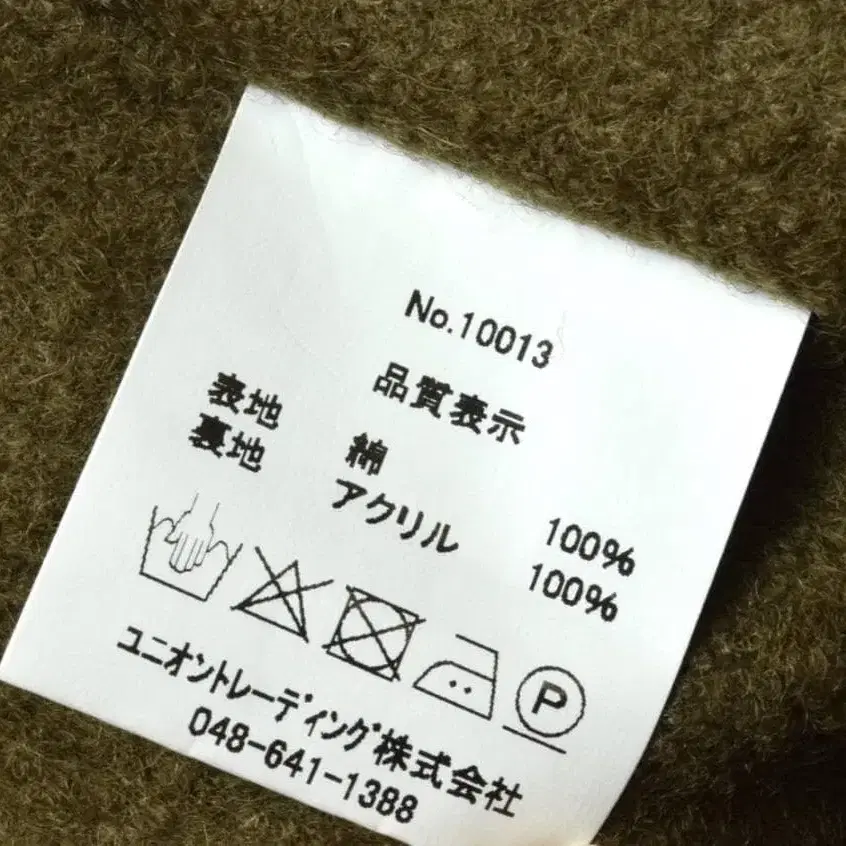 No.10013
品質表示
表地 綿 100%
裏地 アクリル 100%
P
ユニオントレーディング株式会社
048-641-1388